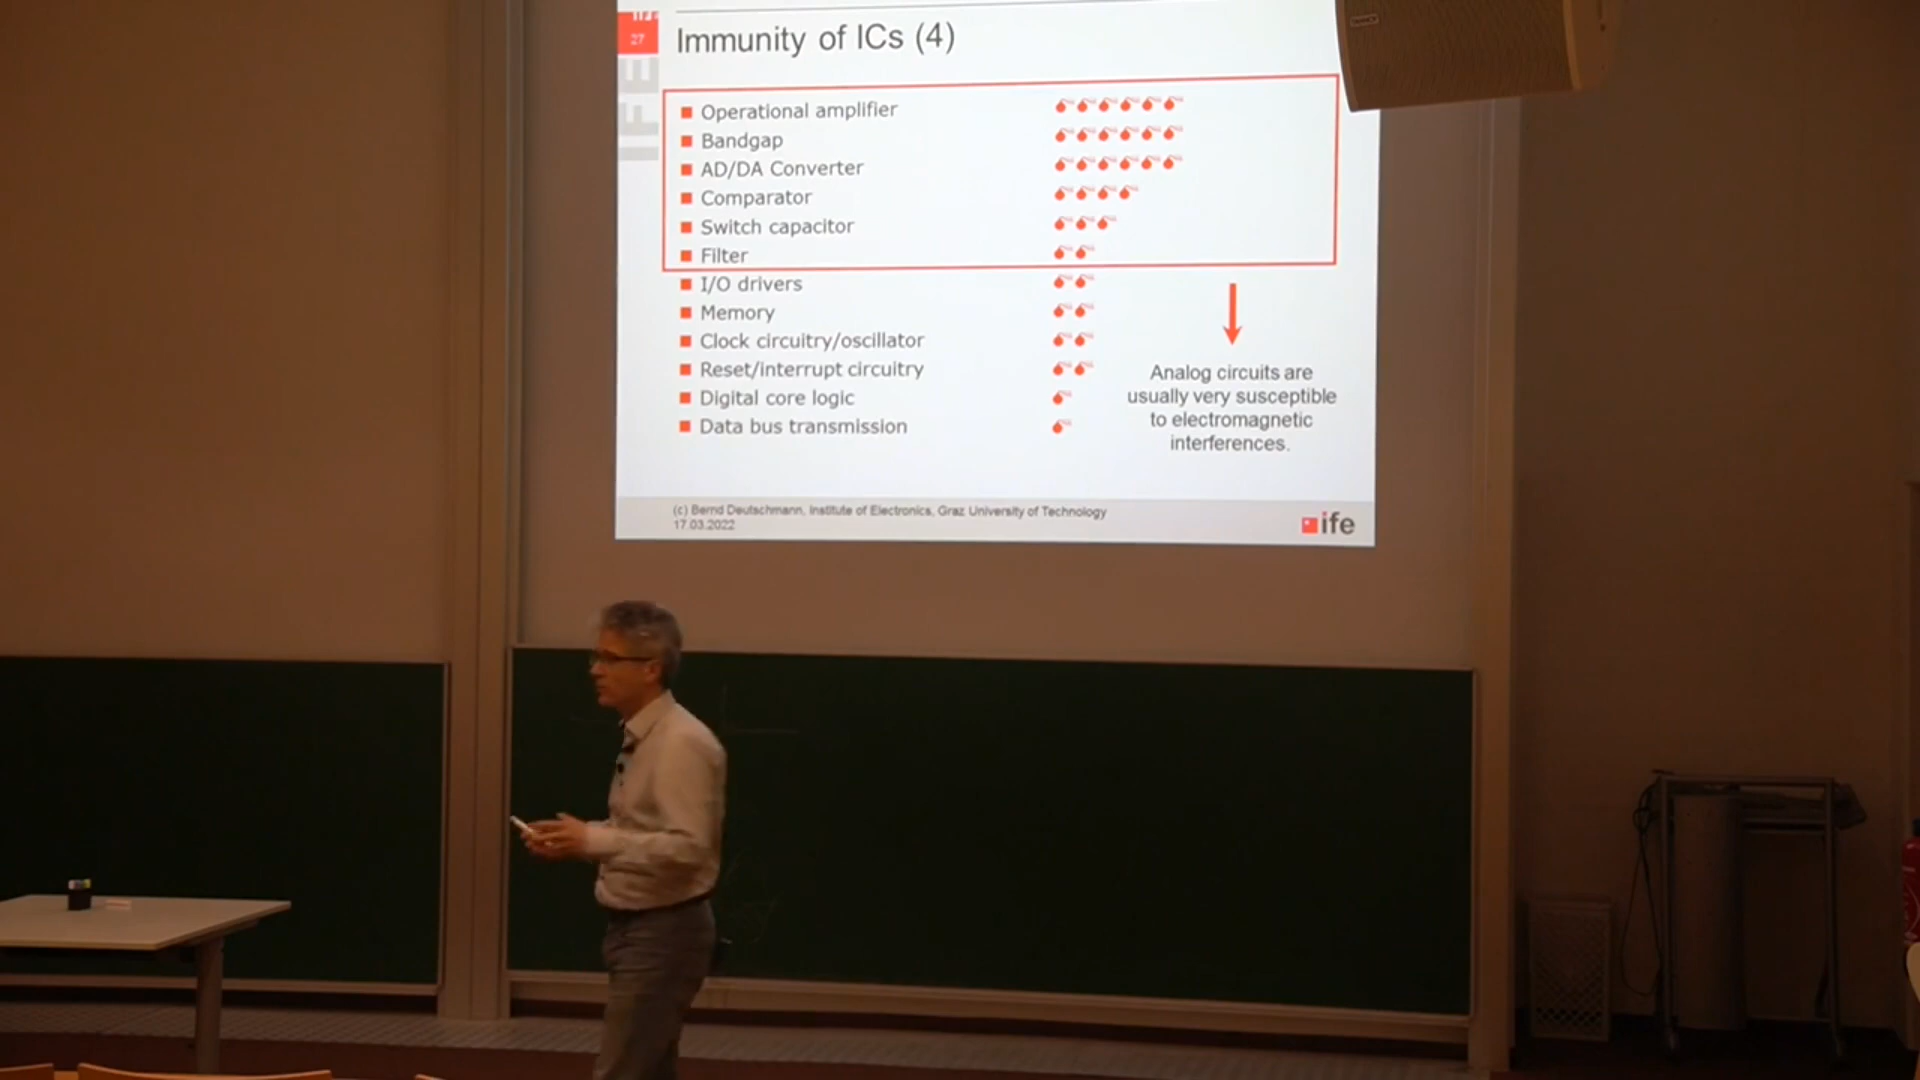 27
Immunity of ICs (4)
IFE
Operational amplifier
Bandgap
AD/DA Converter
Comparator
Switch capacitor
Filter
I/O drivers
Memory
Clock circuitry/oscillator
Reset/interrupt circuitry
Digital core logic
Data bus transmission
Analog circuits are
usually very susceptible
to electromagnetic
interferences.
(c) Bernd Deutschmann, Institute of Electronics, Graz University of Technology
17.03.2022
ife